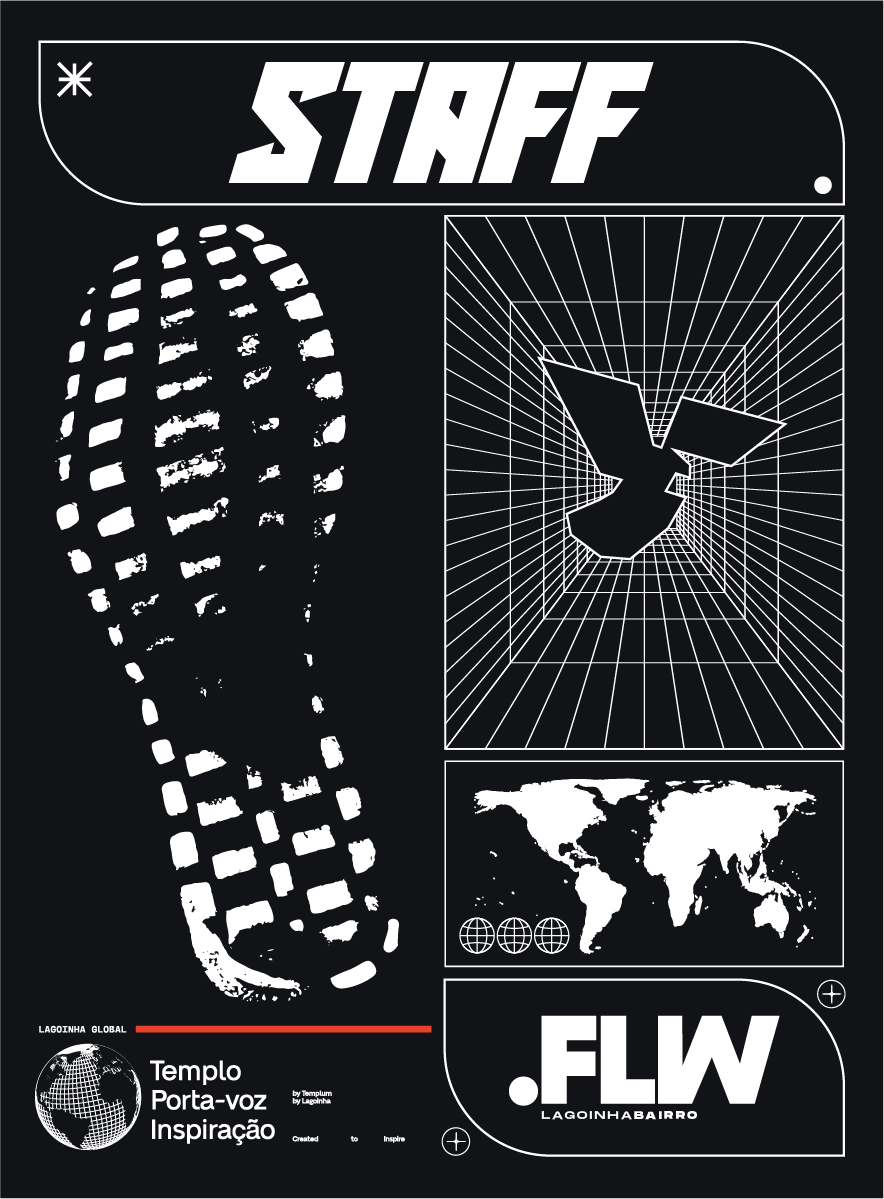 STAFF
LAGOINHA GLOBAL
Templo
Porta-voz
Inspiração
by Templum
by Lagoinha
Created to Inspire
.FLW
LAGOINHABAIRRO